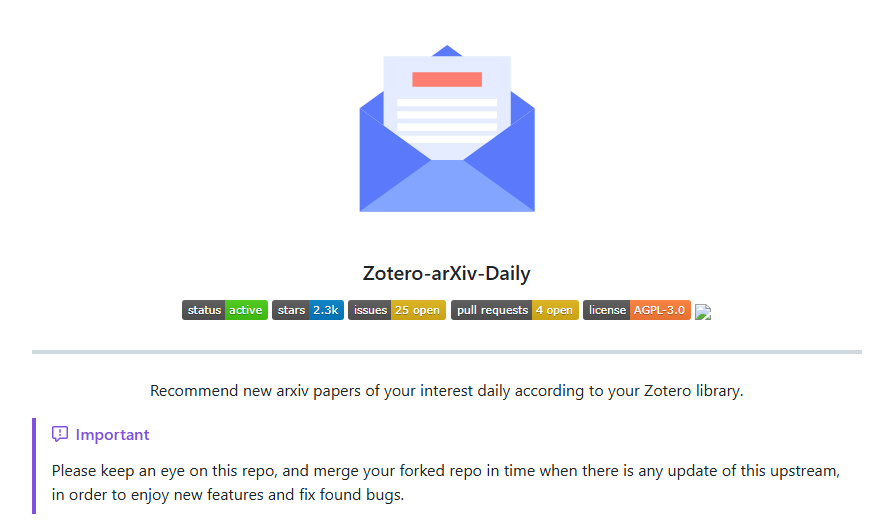 Zotero-arXiv-Daily
status active stars 2.3k issues 25 open pull requests 4 open license AGPL-3.0
Recommend new arxiv papers of your interest daily according to your Zotero library.
Important
Please keep an eye on this repo, and merge your forked repo in time when there is any update of this upstream,
in order to enjoy new features and fix found bugs.